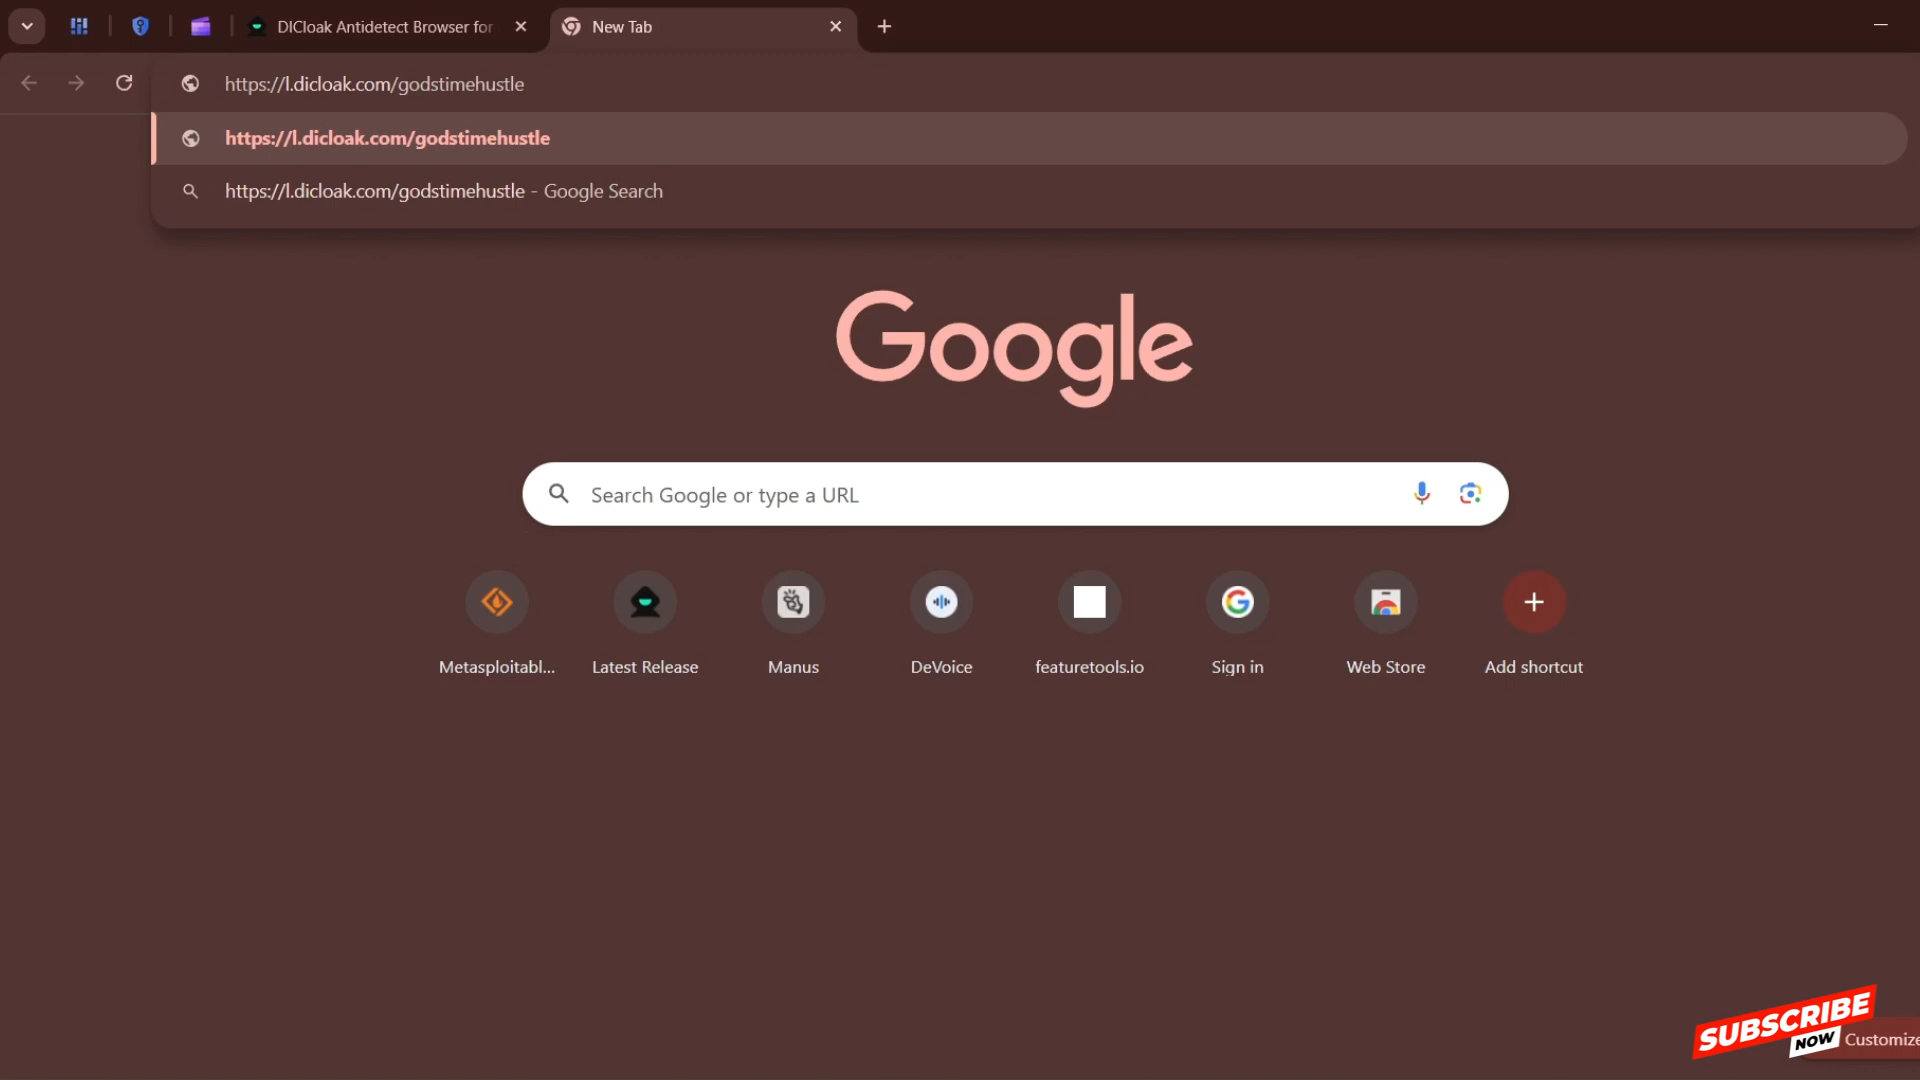 DICloak Antidetect Browser for
New Tab
https://l.dicloak.com/godstimehustle
https://l.dicloak.com/godstimehustle
https://l.dicloak.com/godstimehustle - Google Search
Google
Search Google or type a URL
Metasploitabl...
Latest Release
Manus
DeVoice
featuretools.io
Sign in
Web Store
Add shortcut
SUBSCRIBE
NOW
Customize